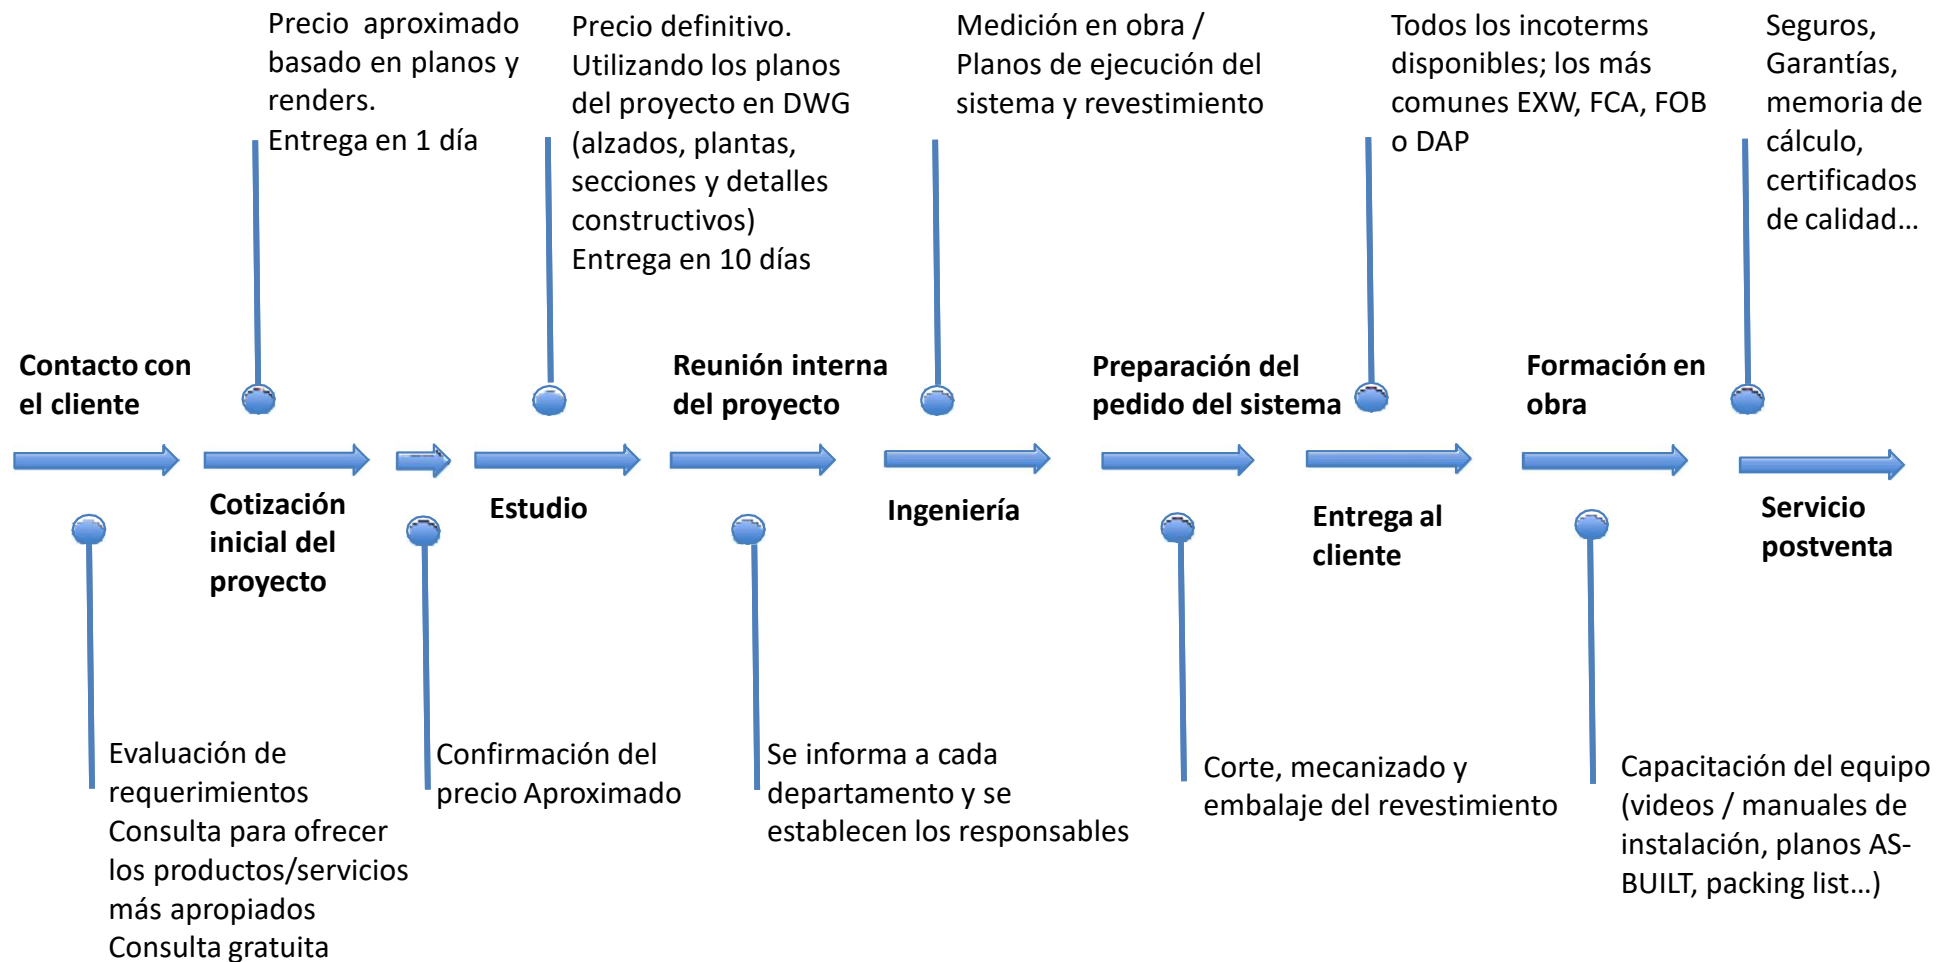 Precio aproximado
basado en planos y
renders.
Entrega en 1 día
Precio definitivo.
Utilizando los planos
del proyecto en DWG
(alzados, plantas,
secciones y detalles
constructivos)
Entrega en 10 días
Medición en obra /
Planos de ejecución del
sistema y revestimiento
Todos los incoterms
disponibles; los más
comunes EXW, FCA, FOB
o DAP
Seguros,
Garantías,
memoria de
cálculo,
certificados
de calidad…
Contacto con
el cliente
Reunión interna
del proyecto
Preparación del
pedido del sistema
Formación en
obra
Cotización
inicial del
proyecto
Estudio
Ingeniería
Entrega al
cliente
Servicio
postventa
Evaluación de
requerimientos
Consulta para ofrecer
los productos/servicios
más apropiados
Consulta gratuita
Confirmación del
precio Aproximado
Se informa a cada
departamento y se
establecen los responsables
Corte, mecanizado y
embalaje del revestimiento
Capacitación del equipo
(videos / manuales de
instalación, planos AS-
BUILT, packing list…)